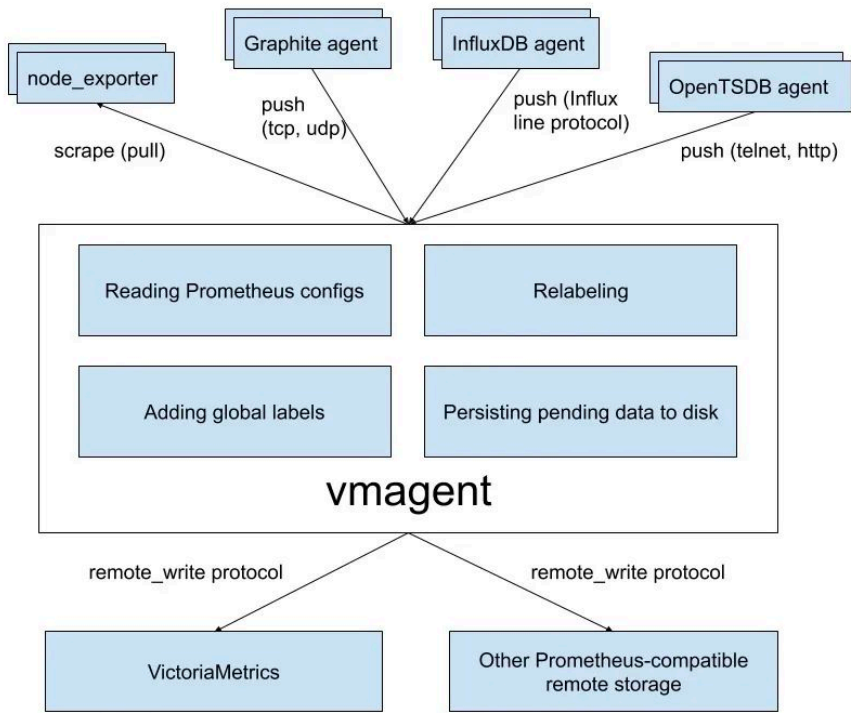 Graphite agent
InfluxDB agent
node_exporter
OpenTSDB agent
push
(tcp, udp)
push (Influx
line protocol)
scrape (pull)
push (telnet, http)
Reading Prometheus configs
Relabeling
Adding global labels
Persisting pending data to disk
vmagent
remote_write protocol
remote_write protocol
VictoriaMetrics
Other Prometheus-compatible
remote storage